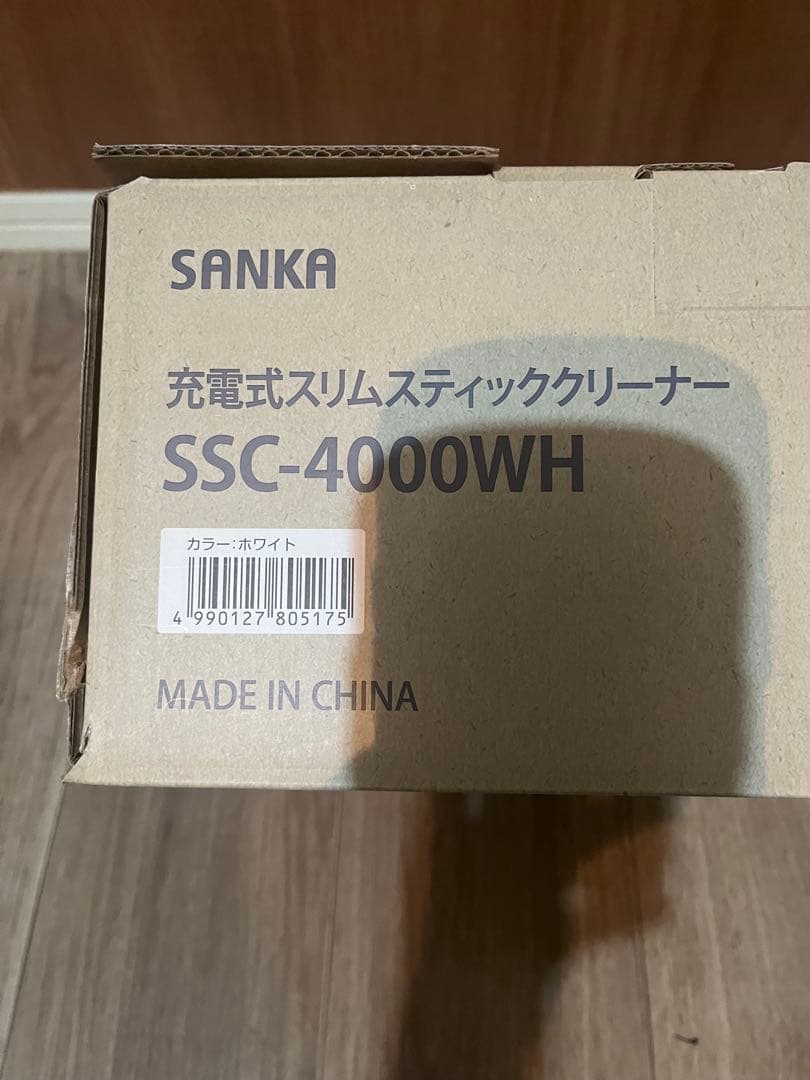 SANKA
充電式スリムスティッククリーナー
SSC-4000WH
カラー:ホワイト
4 990127 805175
MADE IN CHINA